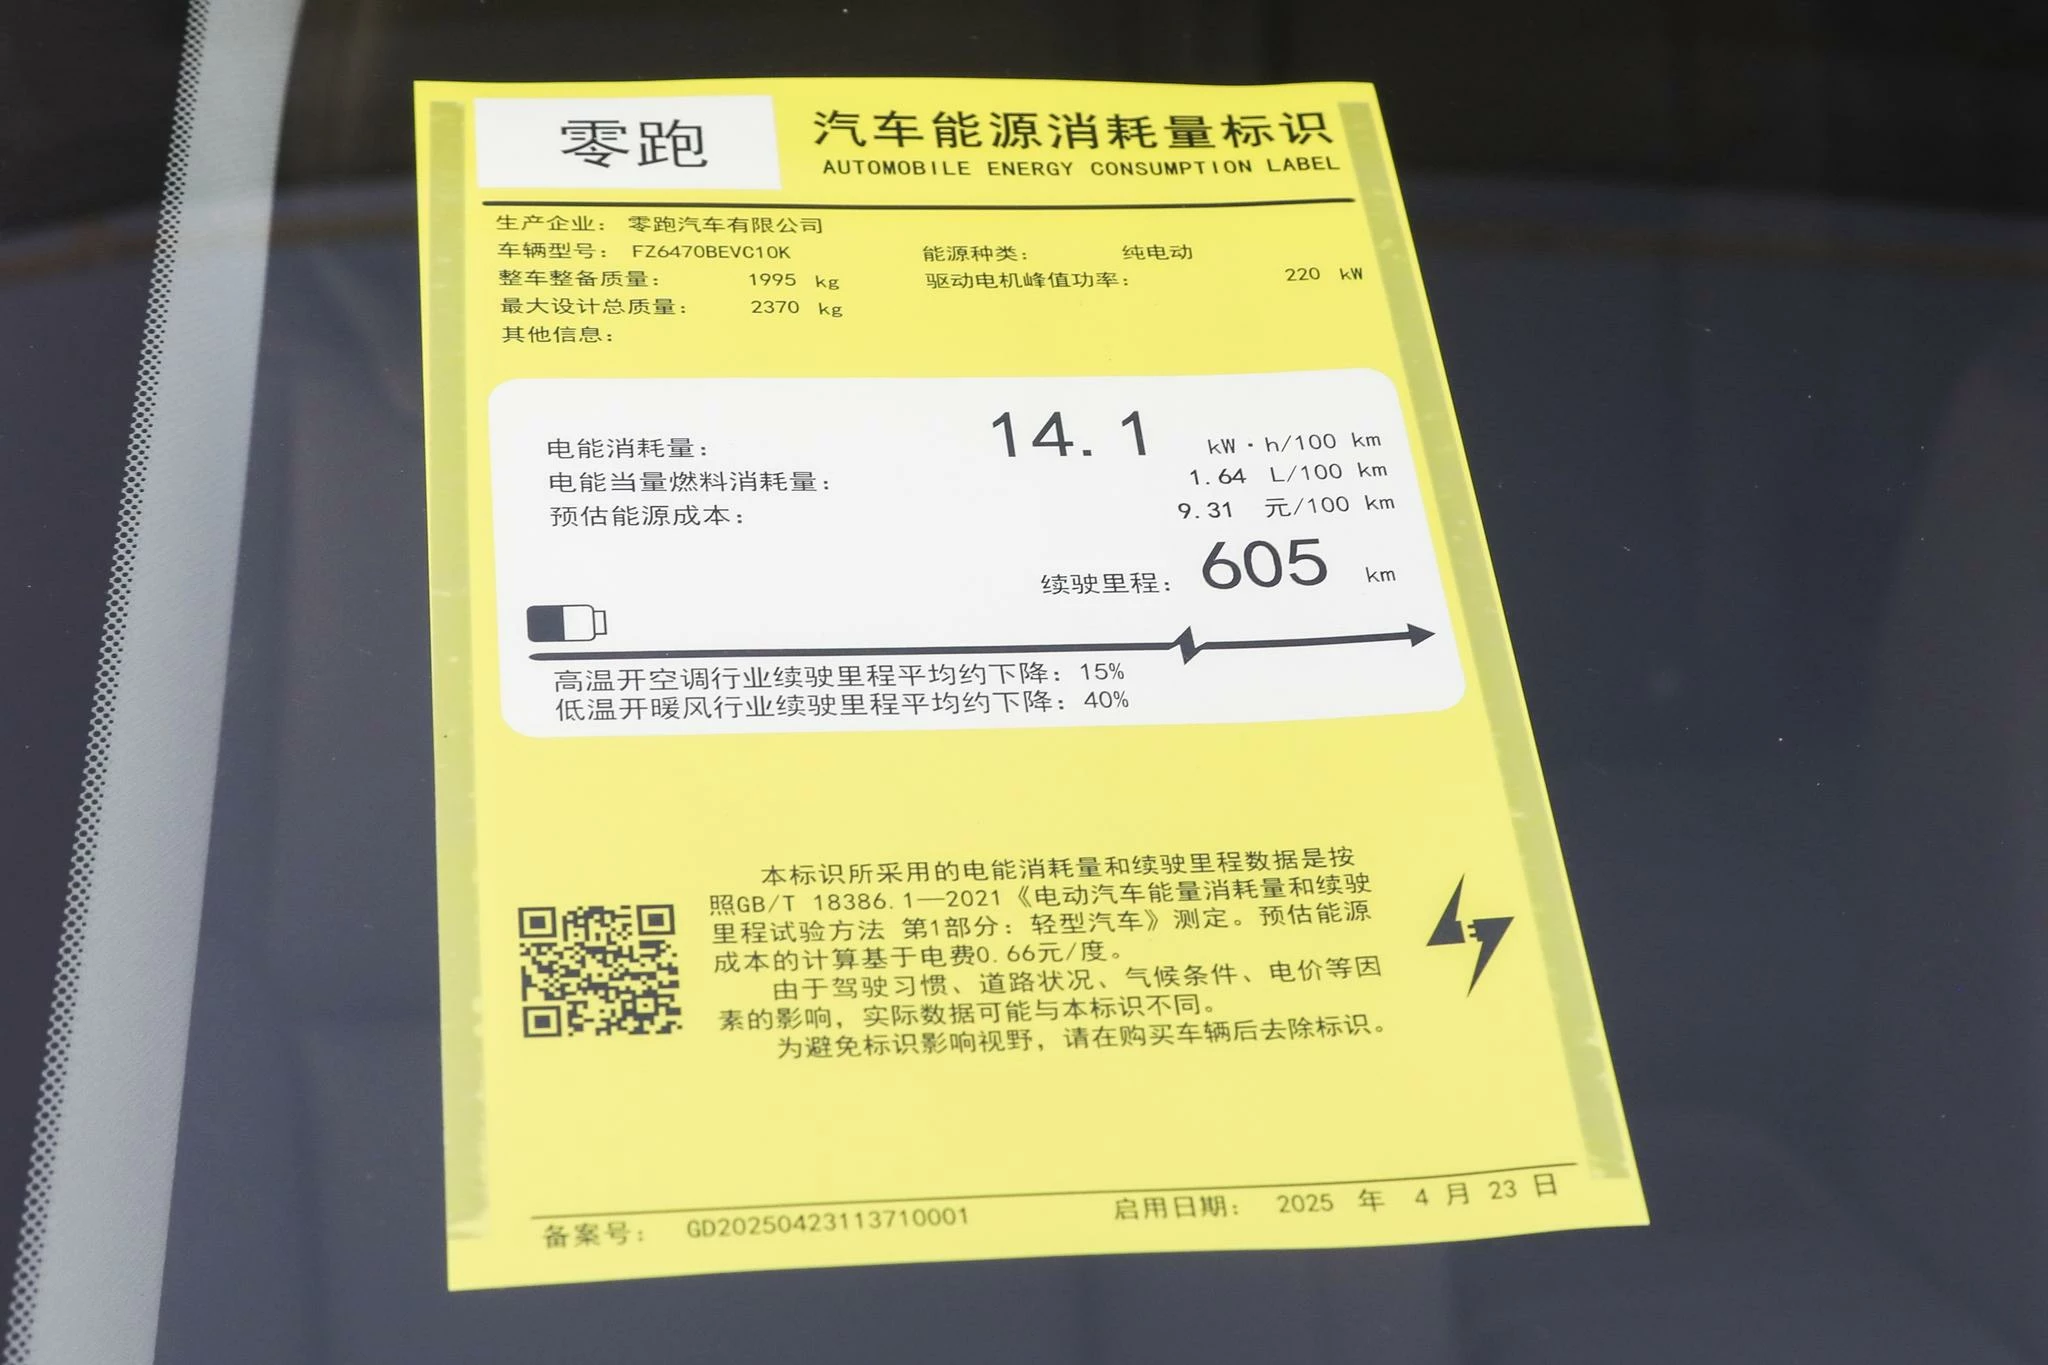 零跑
汽车能源消耗量标识
AUTOMOBILE ENERGY CONSUMPTION LABEL
生产企业： 零跑汽车有限公司
车辆型号： FZ6470BEVC10K 能源种类： 纯电动
整车整备质量： 1995 kg 驱动电机峰值功率： 220 kW
最大设计总质量： 2370 kg
其他信息：
电能消耗量： 14.1 kW·h/100 km
电能当量燃料消耗量： 1.64 L/100 km
预估能源成本： 9.31 元/100 km
续驶里程： 605 km
高温开空调行业续驶里程平均约下降：15%
低温开暖风行业续驶里程平均约下降：40%
本标识所采用的电能消耗量和续驶里程数据是按
照GB/T 18386.1—2021《电动汽车能量消耗量和续驶
里程试验方法 第1部分：轻型汽车》测定。预估能源
成本的计算基于电费0.66元/度。
由于驾驶习惯、道路状况、气候条件、电价等因
素的影响，实际数据可能与本标识不同。
为避免标识影响视野，请在购买车辆后去除标识。
备案号： GD20250423113710001 启用日期： 2025 年 4 月 23 日